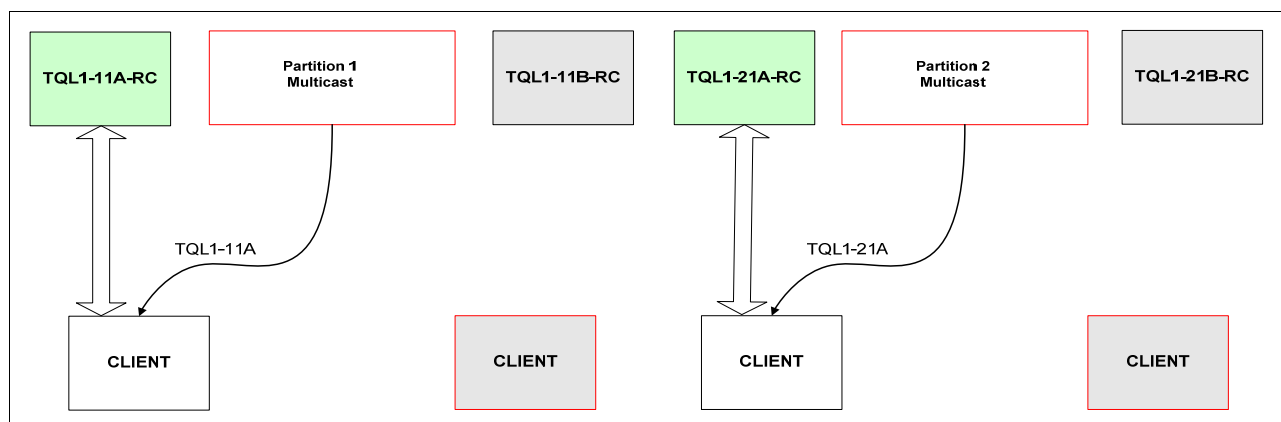 TQL1-11A-RC
Partition 1
Multicast
TQL1-11B-RC
TQL1-21A-RC
Partition 2
Multicast
TQL1-21B-RC
TQL1-11A
TQL1-21A
CLIENT
CLIENT
CLIENT
CLIENT